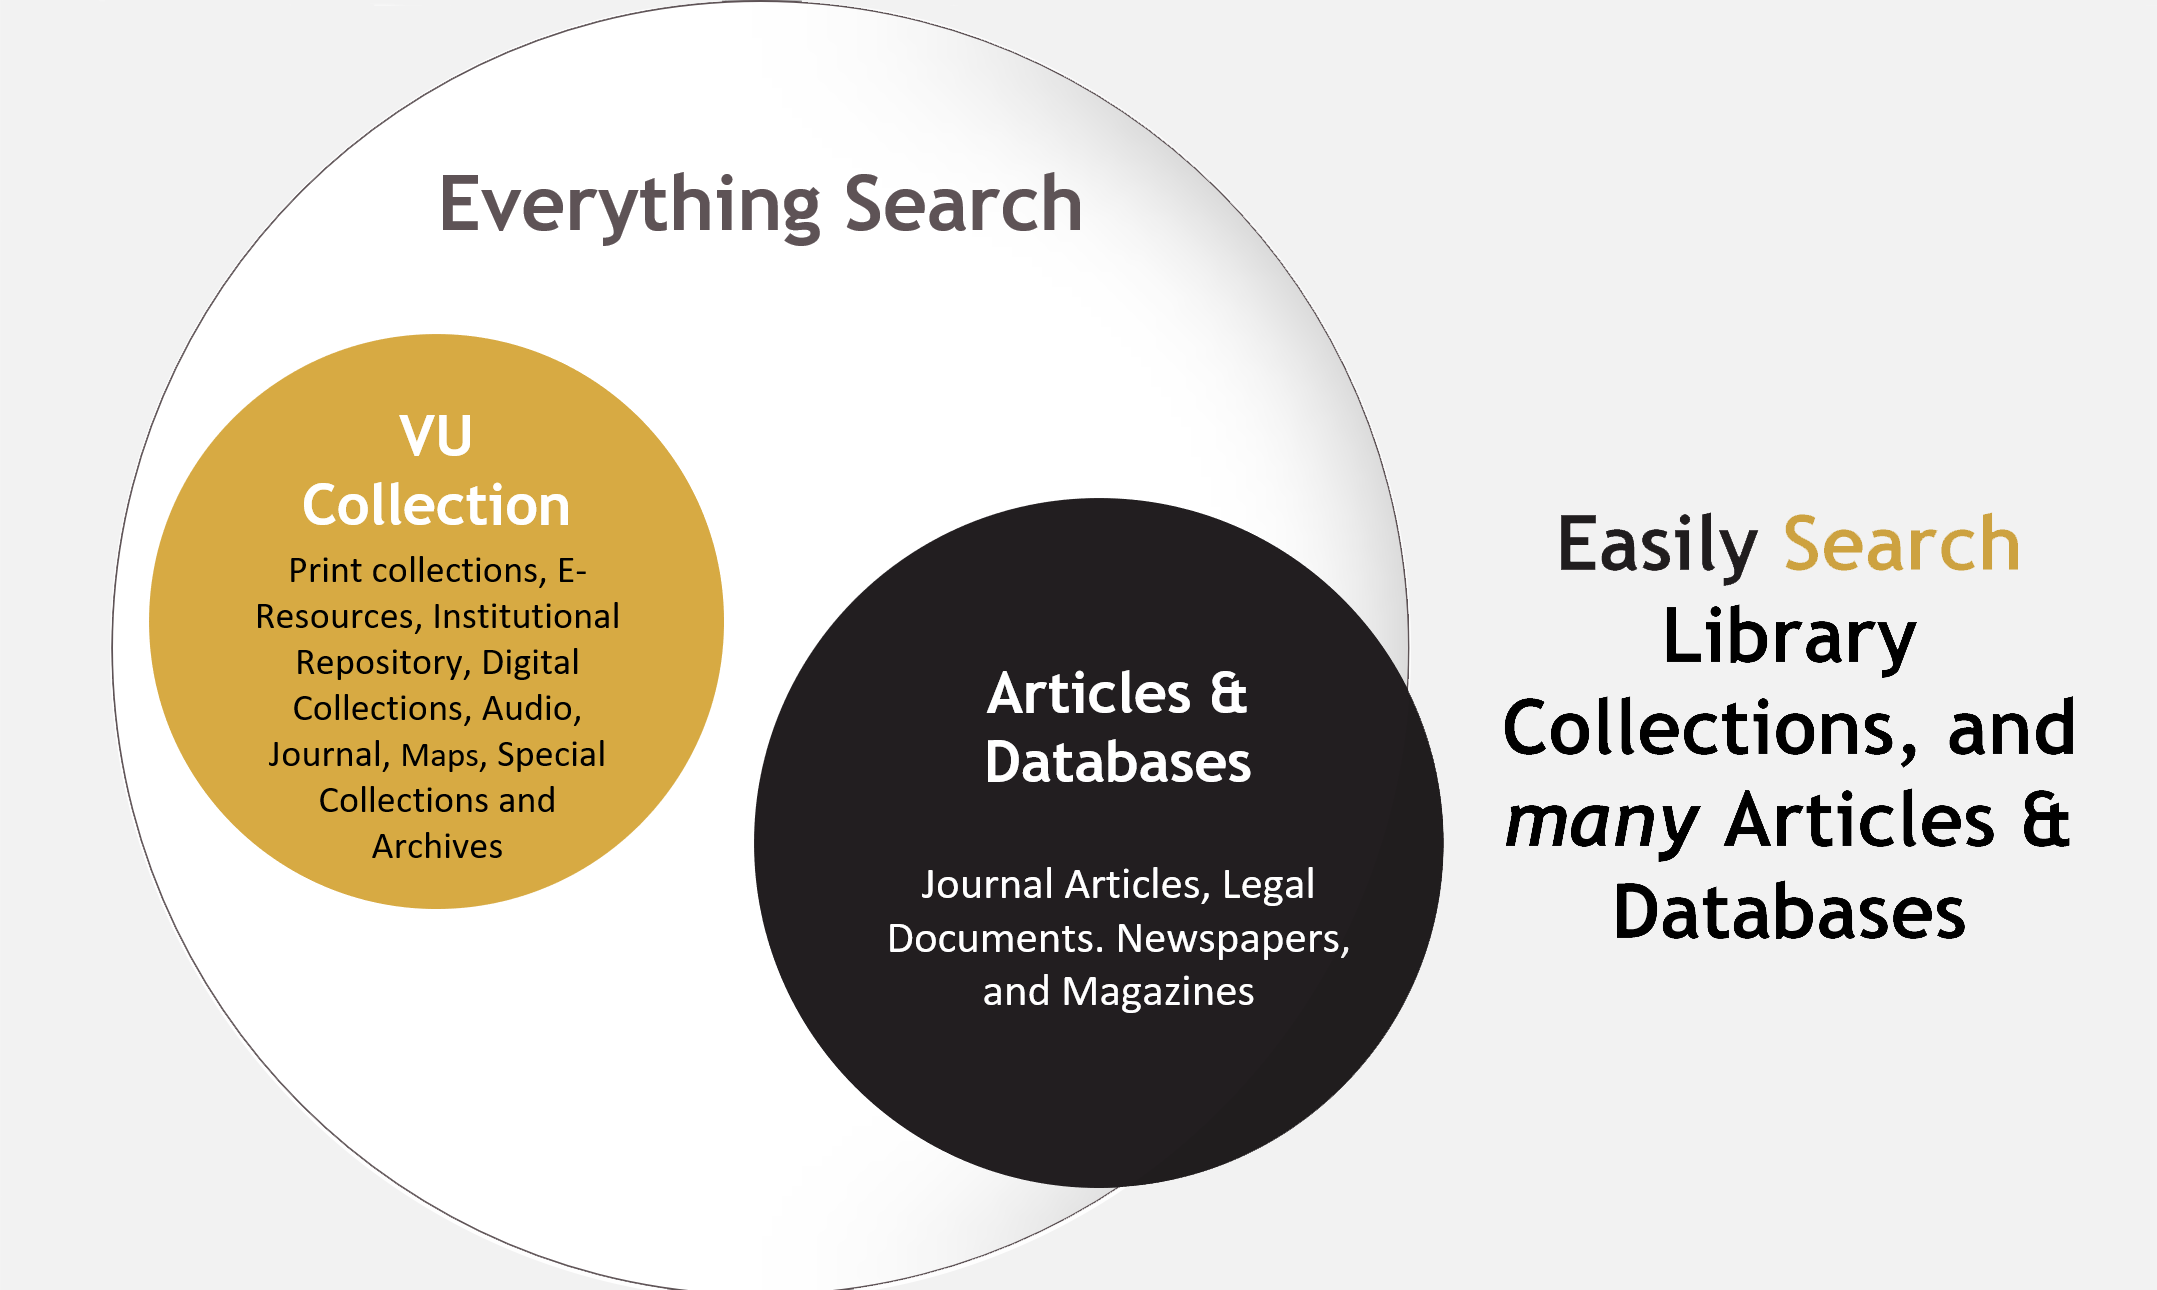 Everything Search
VU
Collection
Print collections, E-
Resources, Institutional
Repository, Digital
Collections, Audio,
Journal, Maps, Special
Collections and
Archives
Articles &
Databases
Journal Articles, Legal
Documents. Newspapers,
and Magazines
Easily Search
Library
Collections, and
many Articles &
Databases